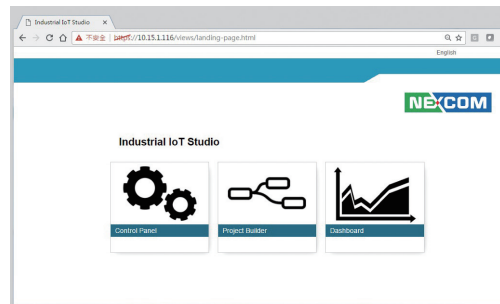 Industrial IoT Studio
不安全 | https://10.15.1.116/views/landing-page.html
English
NEXCOM
Industrial IoT Studio
Control Panel
Project Builder
Dashboard